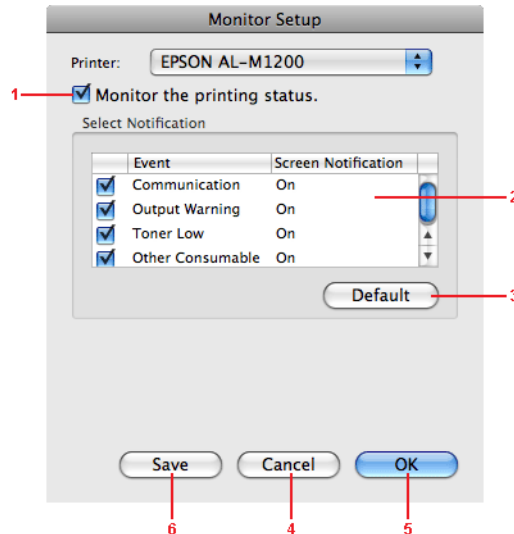 Monitor Setup
Printer: EPSON AL-M1200
1 Monitor the printing status.
Select Notification
Event Screen Notification
Communication On
2
Output Warning On
Toner Low On
Other Consumable On
Default 3
Save Cancel OK
6 4 5